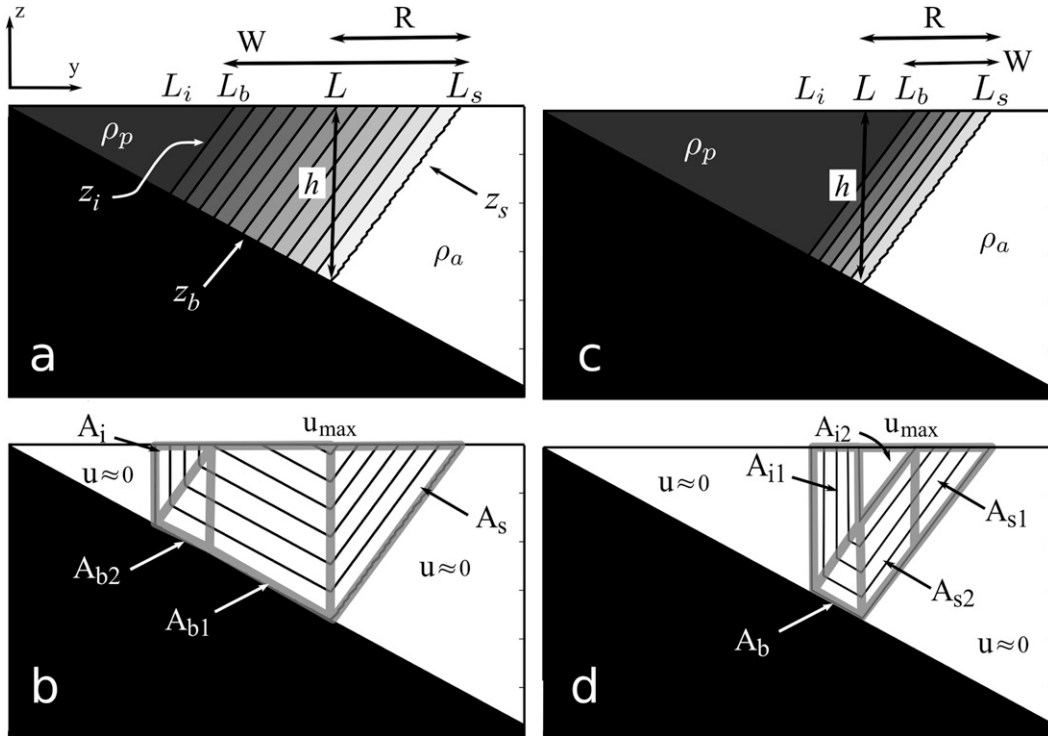 z
y
W
R
L_i L_b L L_s
ρ_p
z_i
h
z_s
ρ_a
z_b
a
R
W
L_i L L_b L_s
ρ_p
h
ρ_a
c
A_i
u_max
u≈0
A_s
u≈0
A_b2
A_b1
b
A_i2
u_max
A_i1
u≈0
A_s1
A_s2
A_b
u≈0
d